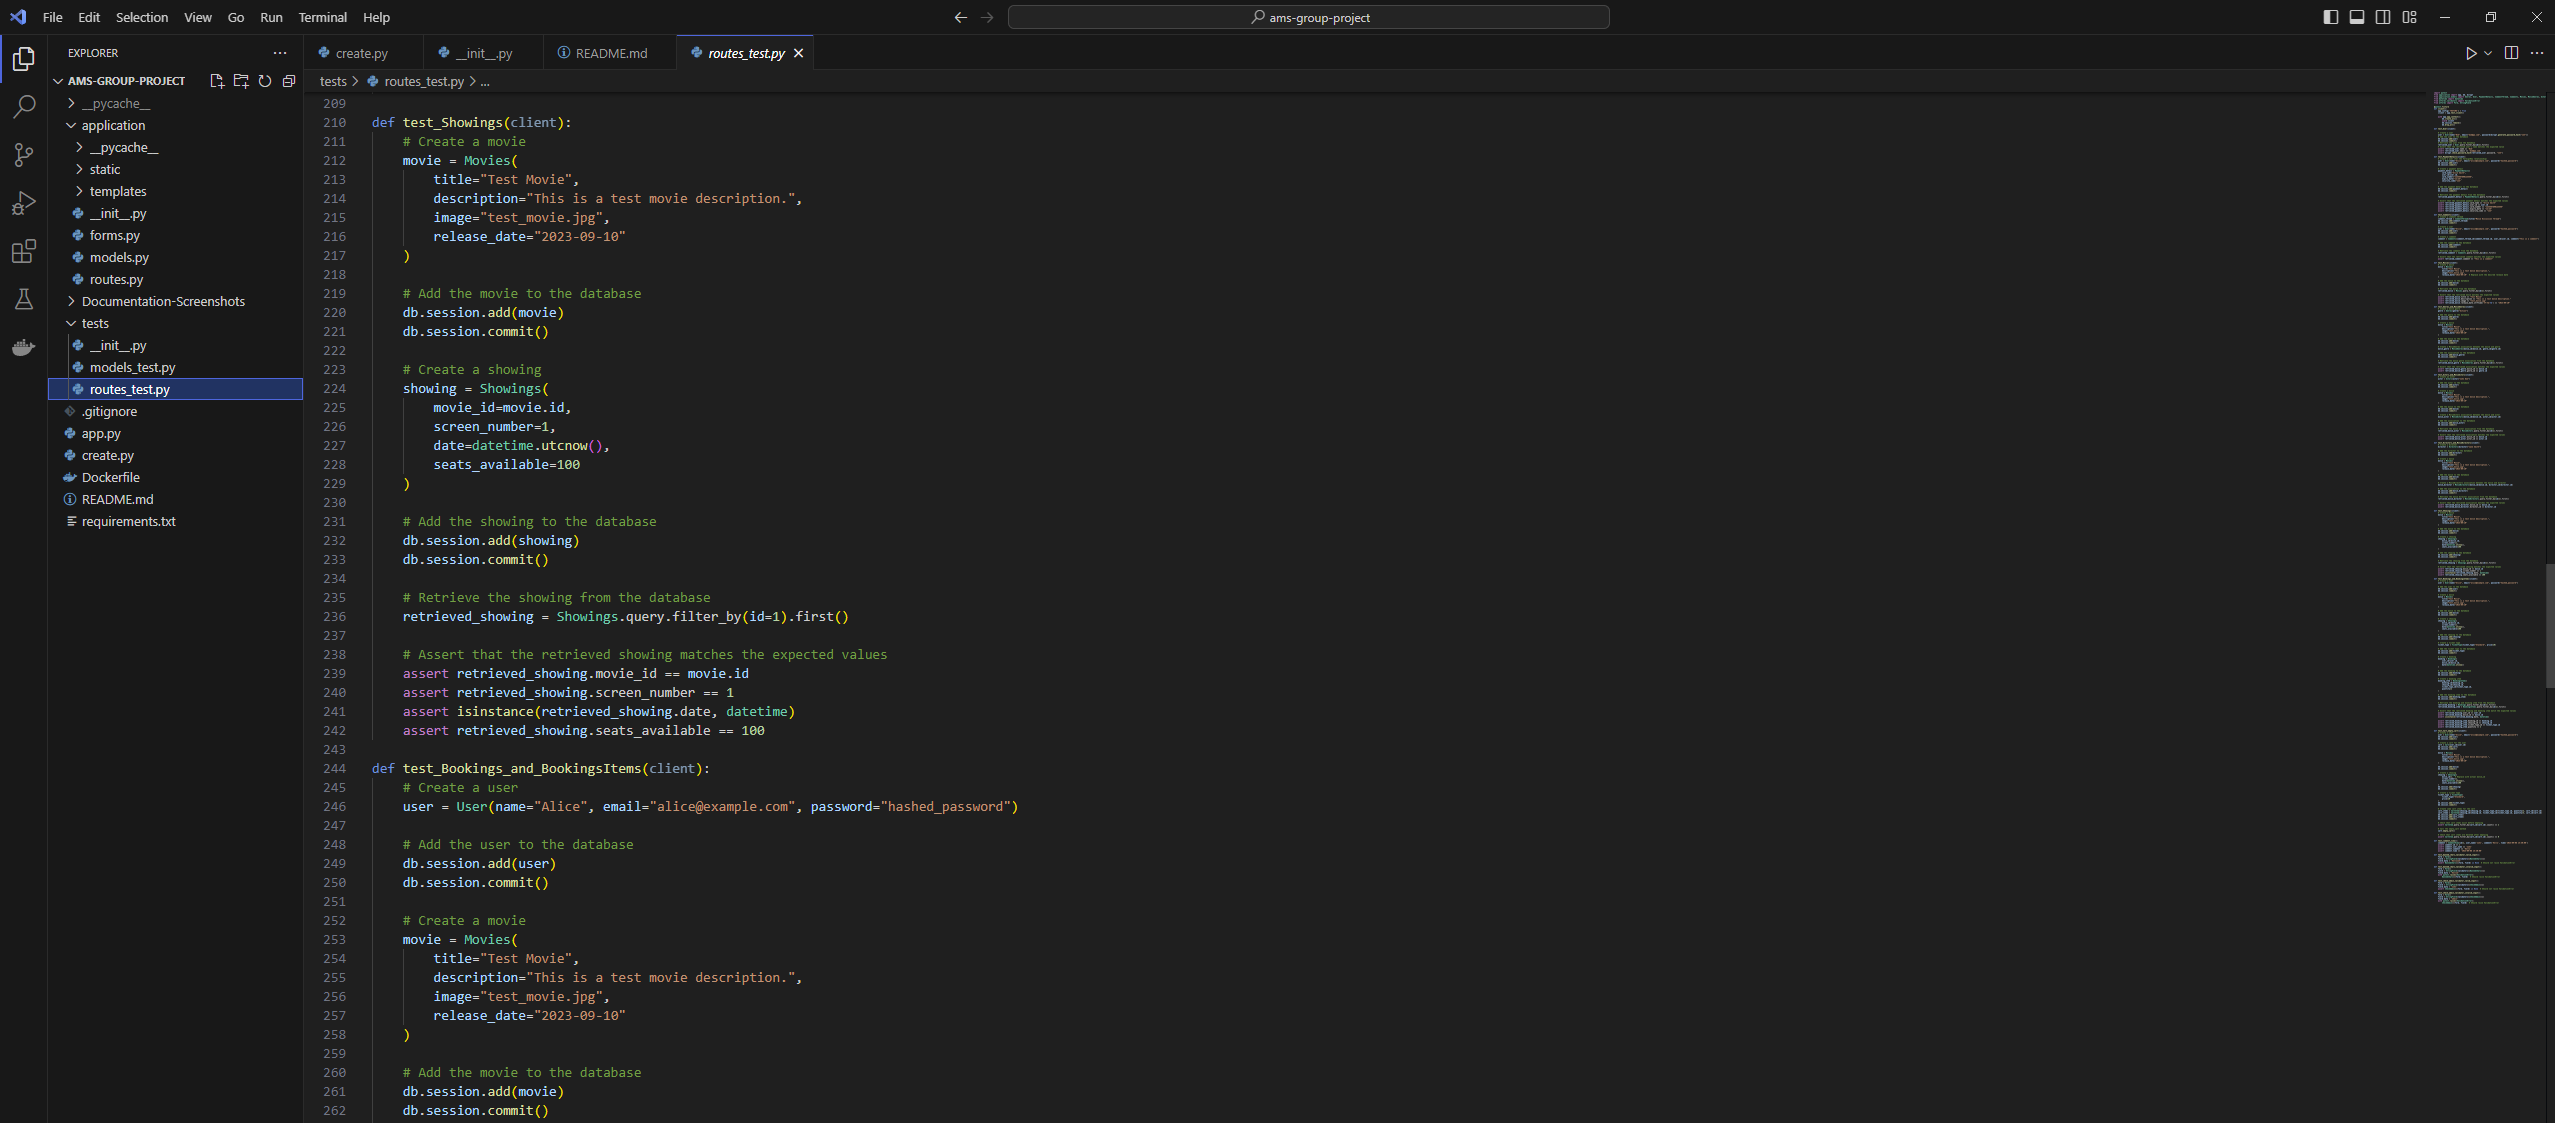 File Edit Selection View Go Run Terminal Help
ams-group-project
EXPLORER
AMS-GROUP-PROJECT
__pycache__
application
__pycache__
static
templates
__init__.py
forms.py
models.py
routes.py
Documentation-Screenshots
tests
__init__.py
models_test.py
routes_test.py
.gitignore
app.py
create.py
Dockerfile
README.md
requirements.txt
create.py __init__.py README.md routes_test.py
tests > routes_test.py > ...
209
210 def test_Showings(client):
211 # Create a movie
212 movie = Movies(
213 title="Test Movie",
214 description="This is a test movie description.",
215 image="test_movie.jpg",
216 release_date="2023-09-10"
217 )
218
219 # Add the movie to the database
220 db.session.add(movie)
221 db.session.commit()
222
223 # Create a showing
224 showing = Showings(
225 movie_id=movie.id,
226 screen_number=1,
227 date=datetime.utcnow(),
228 seats_available=100
229 )
230
231 # Add the showing to the database
232 db.session.add(showing)
233 db.session.commit()
234
235 # Retrieve the showing from the database
236 retrieved_showing = Showings.query.filter_by(id=1).first()
237
238 # Assert that the retrieved showing matches the expected values
239 assert retrieved_showing.movie_id == movie.id
240 assert retrieved_showing.screen_number == 1
241 assert isinstance(retrieved_showing.date, datetime)
242 assert retrieved_showing.seats_available == 100
243
244 def test_Bookings_and_BookingsItems(client):
245 # Create a user
246 user = User(name="Alice", email="alice@example.com", password="hashed_password")
247
248 # Add the user to the database
249 db.session.add(user)
250 db.session.commit()
251
252 # Create a movie
253 movie = Movies(
254 title="Test Movie",
255 description="This is a test movie description.",
256 image="test_movie.jpg",
257 release_date="2023-09-10"
258 )
259
260 # Add the movie to the database
261 db.session.add(movie)
262 db.session.commit()